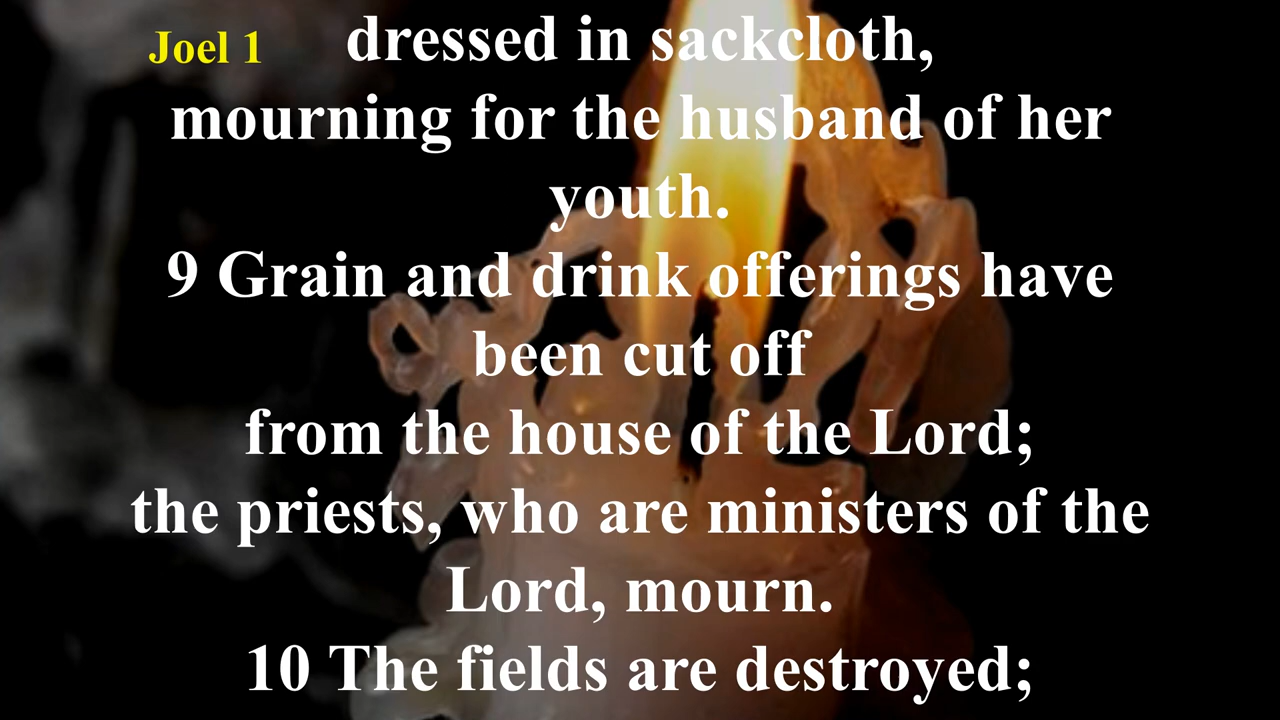 Joel 1
dressed in sackcloth,
mourning for the husband of her
youth.
9 Grain and drink offerings have
been cut off
from the house of the Lord;
the priests, who are ministers of the
Lord, mourn.
10 The fields are destroyed;